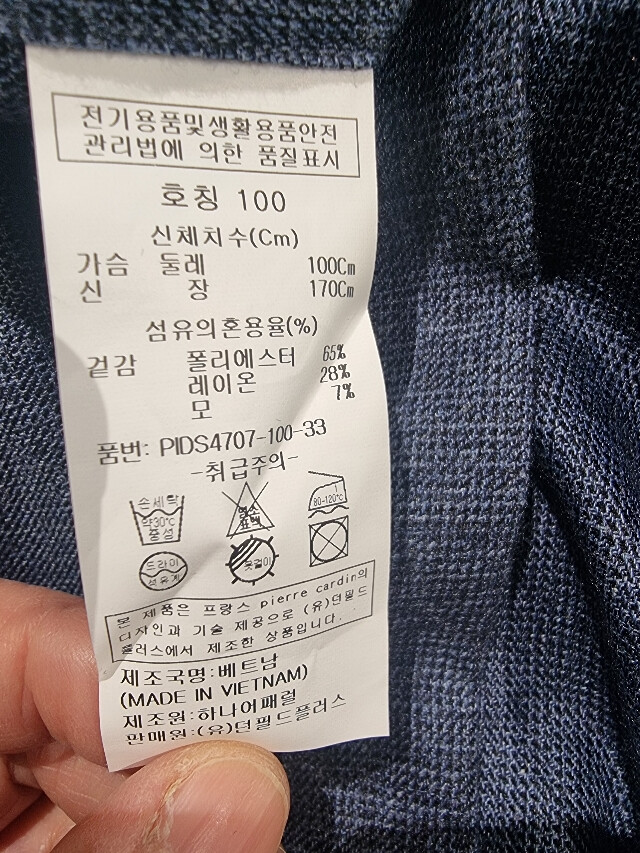 전기용품및생활용품안전
관리법에 의한 품질표시
호칭 100
신체치수(Cm)
가슴 둘레 100Cm
신 장 170Cm
섬유의혼용율(%)
겉감 폴리에스터 65%
레이온 28%
모 7%
품번: PIDS4707-100-33
-취급주의-
손세탁
약30℃
중성
염소
표백
80-120℃
드라이
석유계
옷걸이
본 제품은 프랑스 pierre cardin의
디자인과 기술 제공으로 (유)던필드
플러스에서 제조한 상품입니다.
제조국명:베트남
(MADE IN VIETNAM)
제조원:하나어패럴
판매원:(유)던필드플러스